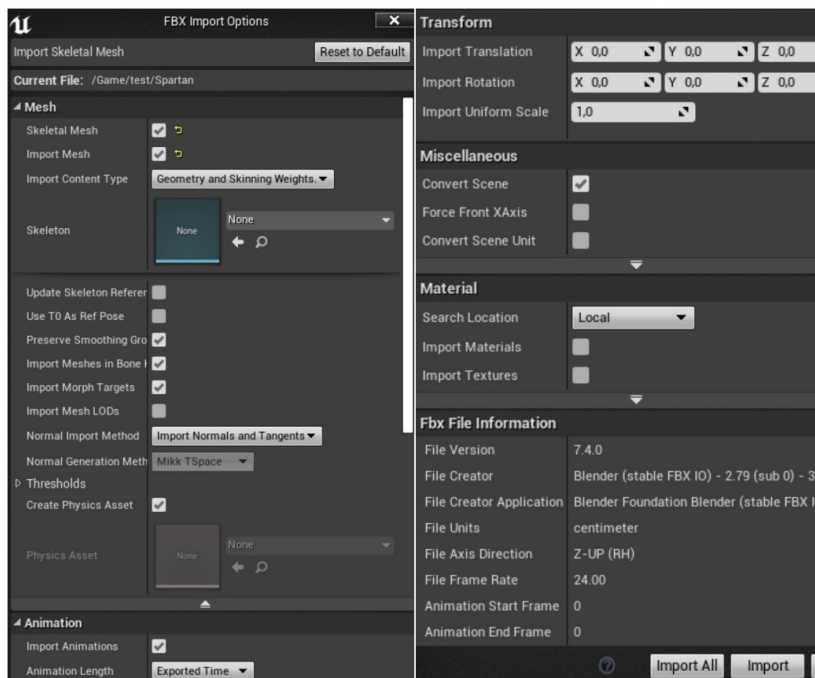 FBX Import Options
Import Skeletal Mesh
Reset to Default
Current File: /Game/test/Spartan
Mesh
Skeletal Mesh
Import Mesh
Import Content Type Geometry and Skinning Weights.
Skeleton None None
Update Skeleton Referer
Use T0 As Ref Pose
Preserve Smoothing Gro
Import Meshes in Bone H
Import Morph Targets
Import Mesh LODs
Normal Import Method Import Normals and Tangents
Normal Generation Meth Mikk TSpace
Thresholds
Create Physics Asset
Physics Asset None None
Animation
Import Animations
Animation Length Exported Time
Transform
Import Translation X 0,0 Y 0,0 Z 0,0
Import Rotation X 0,0 Y 0,0 Z 0,0
Import Uniform Scale 1,0
Miscellaneous
Convert Scene
Force Front XAxis
Convert Scene Unit
Material
Search Location Local
Import Materials
Import Textures
Fbx File Information
File Version 7.4.0
File Creator Blender (stable FBX IO) - 2.79 (sub 0) - 3
File Creator Application Blender Foundation Blender (stable FBX I
File Units centimeter
File Axis Direction Z-UP (RH)
File Frame Rate 24.00
Animation Start Frame 0
Animation End Frame 0
Import All Import